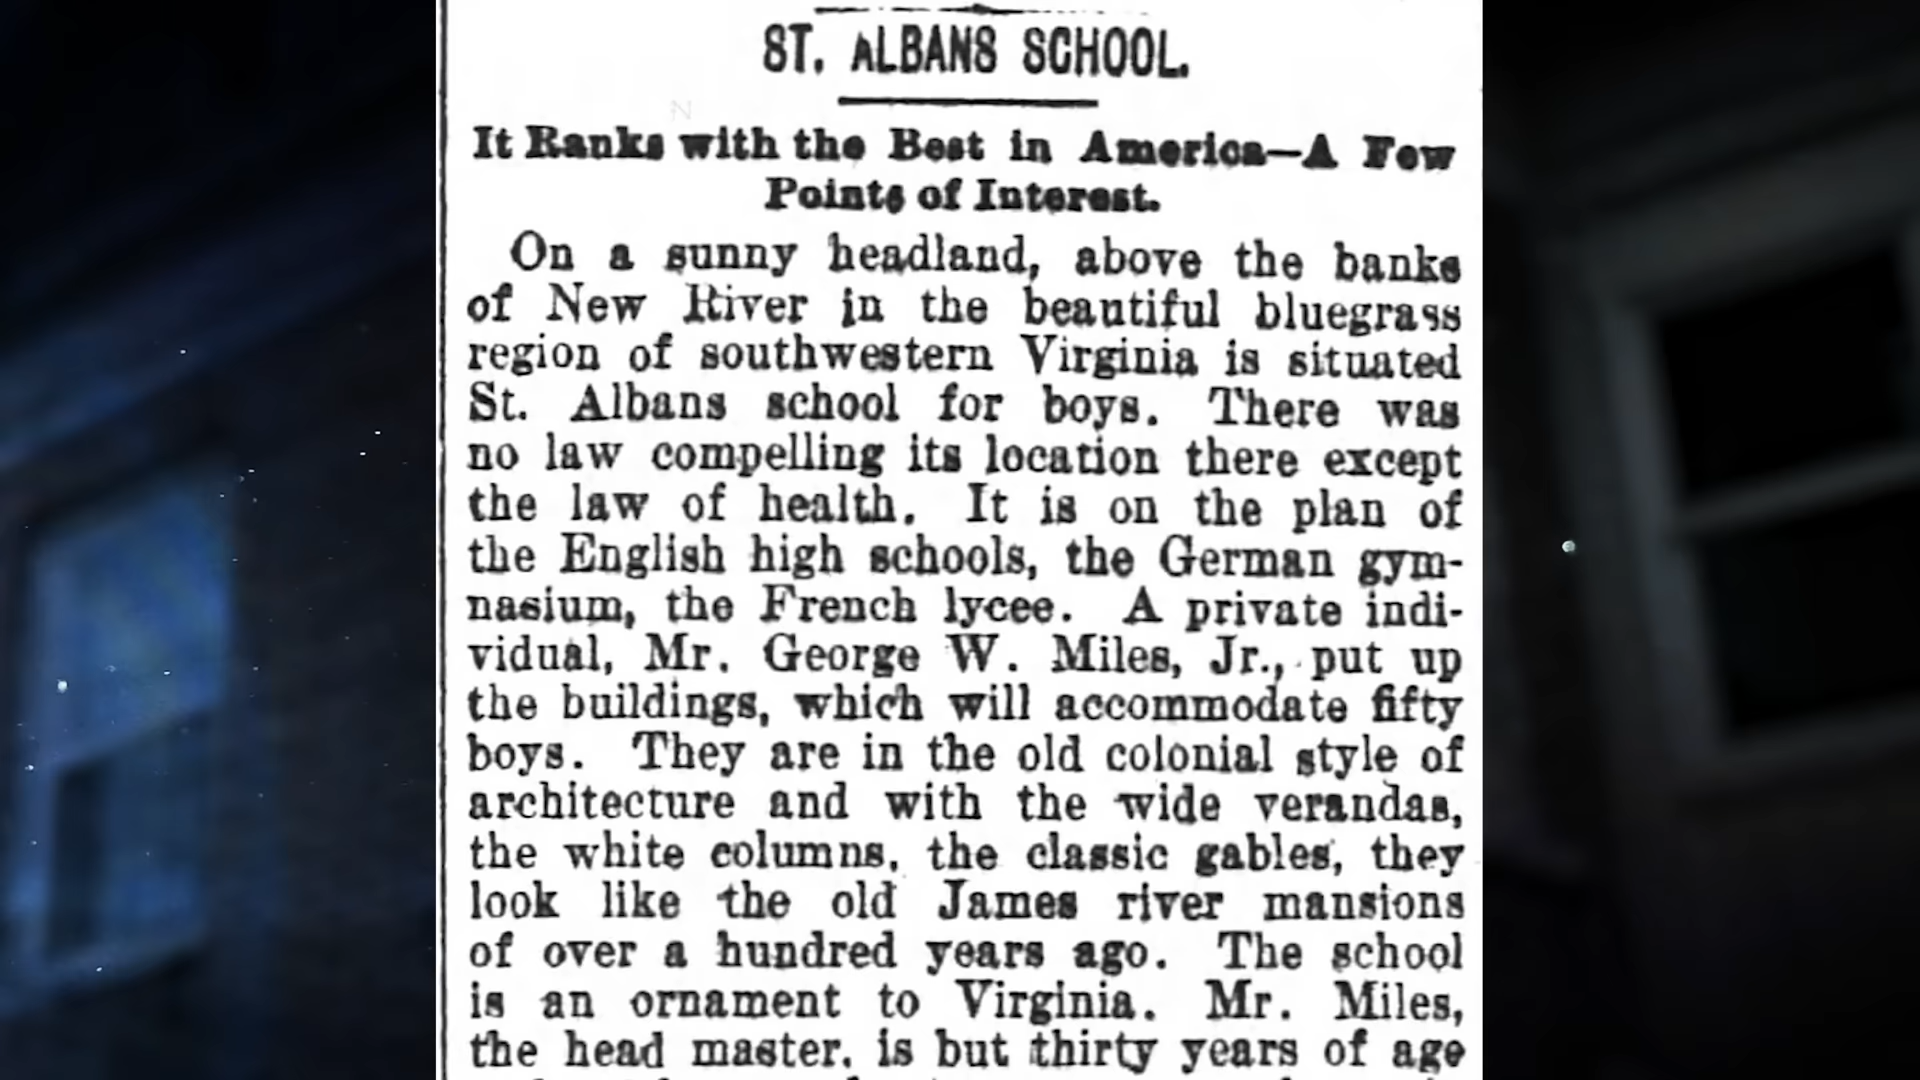 ST. ALBANS SCHOOL.
It Ranks with the Best in America—A Few
Points of Interest.
On a sunny headland, above the banks
of New River in the beautiful bluegrass
region of southwestern Virginia is situated
St. Albans school for boys. There was
no law compelling its location there except
the law of health. It is on the plan of
the English high schools, the German gym-
nasium, the French lycee. A private indi-
vidual, Mr. George W. Miles, Jr., put up
the buildings, which will accommodate fifty
boys. They are in the old colonial style of
architecture and with the wide verandas,
the white columns, the classic gables, they
look like the old James river mansions
of over a hundred years ago. The school
is an ornament to Virginia. Mr. Miles,
the head master, is but thirty years of age